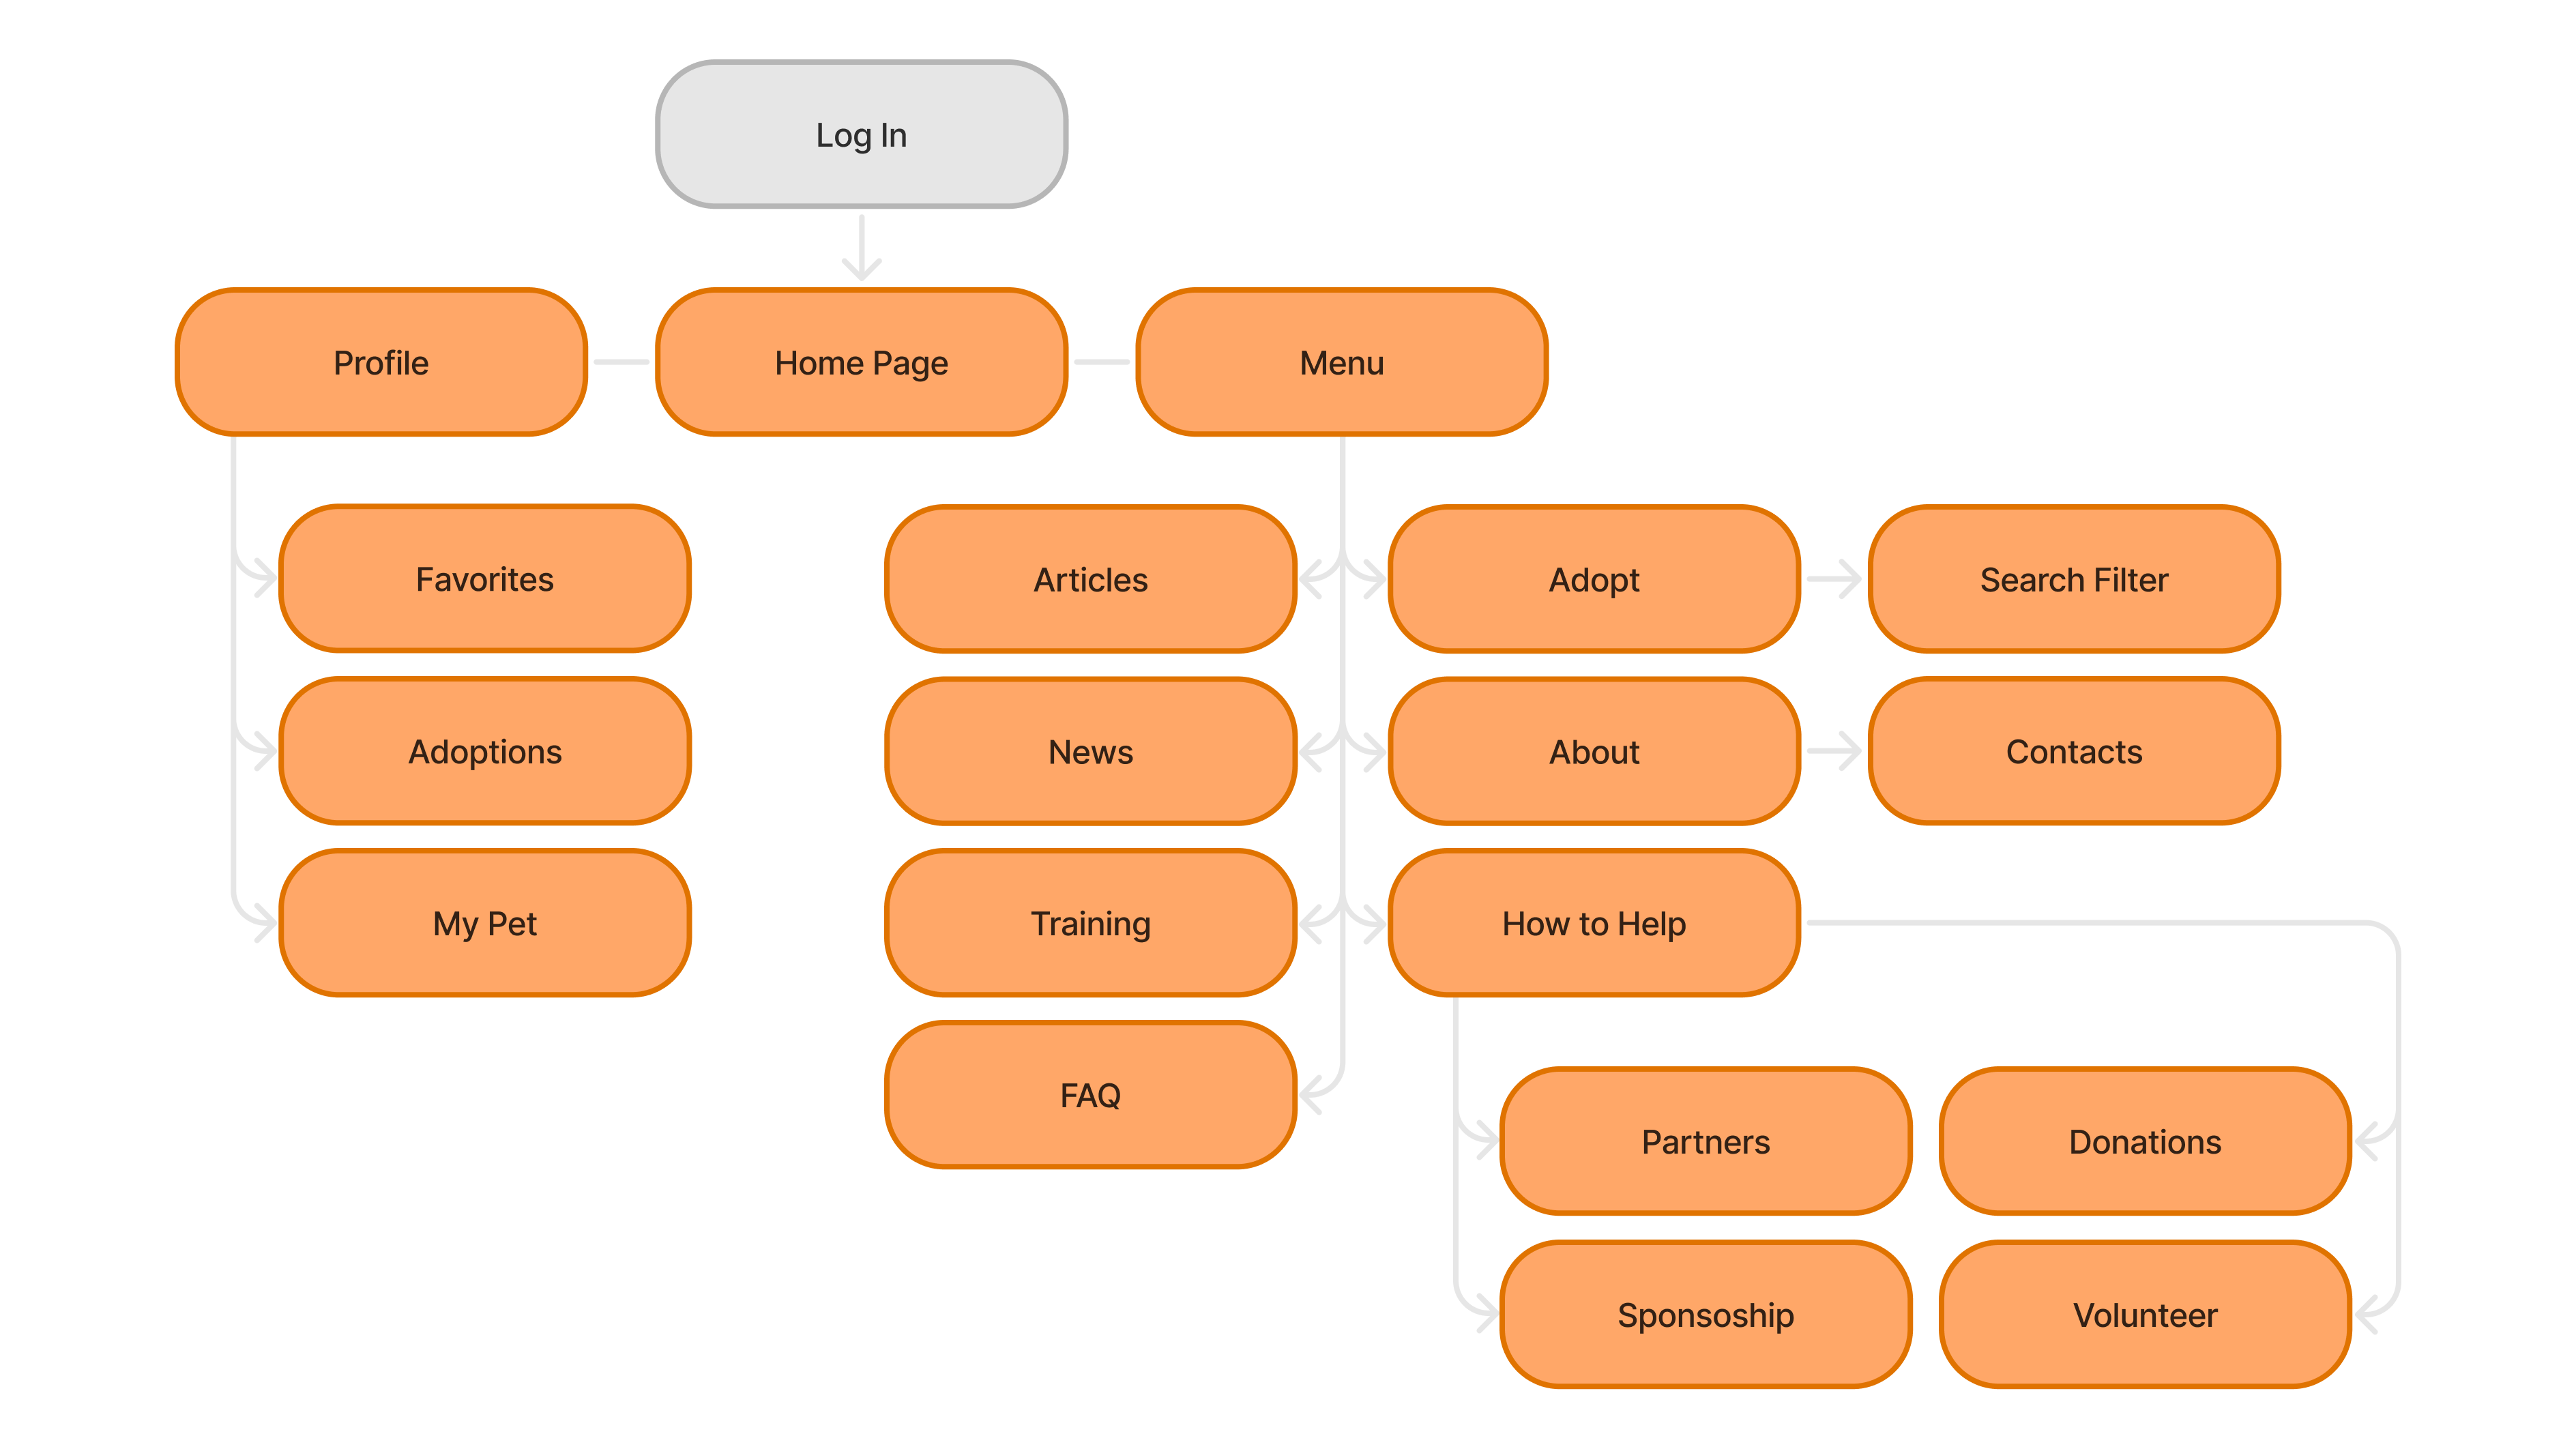 Log In
Profile
Home Page
Menu
Favorites
Articles
Adopt
Search Filter
Adoptions
News
About
Contacts
My Pet
Training
How to Help
FAQ
Partners
Donations
Sponsoship
Volunteer